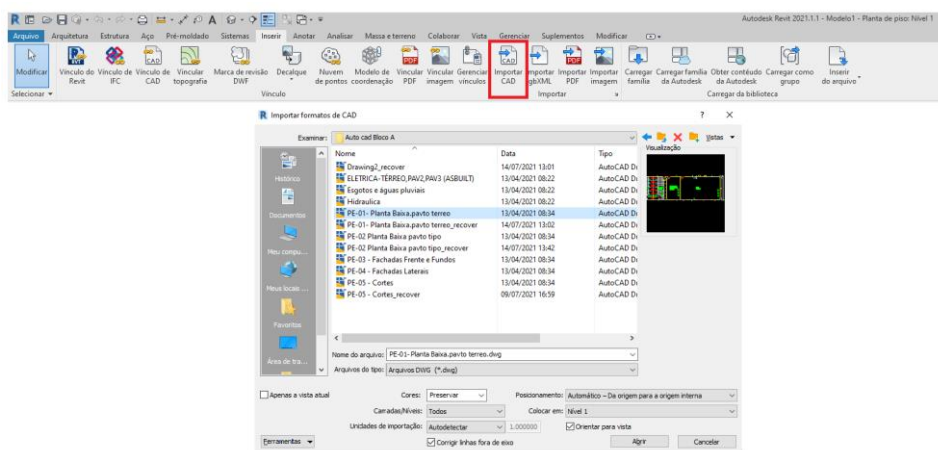 Autodesk Revit 2021.1.1 - Modelo1 - Planta de piso: Nível 1
Arquivo Arquitetura Estrutura Aço Pré-moldado Sistemas Inserir Anotar Analisar Massa e terreno Colaborar Vista Gerenciar Suplementos Modificar
Modificar Vínculo do Revit Vínculo de IFC Vínculo de CAD Vincular topografia Marca de revisão DWF Decalque Nuvem de pontos Modelo de coordenação Vincular PDF Vincular imagem Gerenciar vínculos Importar CAD Importar gbXML Importar PDF Importar imagem Carregar família Carregar família da Autodesk Obter conteúdo da Autodesk Carregar como grupo Inserir do arquivo
Selecionar Vínculo Importar Carregar da biblioteca
Importar formatos de CAD
Examinar: Auto cad Bloco A Vistas
Nome Data Tipo Visualização
Drawing2_recover 14/07/2021 13:01 AutoCAD Dr
ELETRICA-TÉRREO,PAV2,PAV3 (ASBUILT) 13/04/2021 08:22 AutoCAD Dr
Esgotos e águas pluviais 13/04/2021 08:22 AutoCAD Dr
Hidraulica 13/04/2021 08:22 AutoCAD Dr
PE-01- Planta Baixa.pavto terreo 13/04/2021 08:34 AutoCAD Dr
PE-01- Planta Baixa.pavto terreo_recover 14/07/2021 13:02 AutoCAD Dr
PE-02 Planta Baixa pavto tipo 13/04/2021 08:34 AutoCAD Dr
PE-02 Planta Baixa pavto tipo_recover 14/07/2021 13:42 AutoCAD Dr
PE-03 - Fachadas Frente e Fundos 13/04/2021 08:34 AutoCAD Dr
PE-04 - Fachadas Laterais 13/04/2021 08:34 AutoCAD Dr
PE-05 - Cortes 13/04/2021 08:34 AutoCAD Dr
PE-05 - Cortes_recover 09/07/2021 16:59 AutoCAD Dr
Histórico
Documentos
Meu compu...
Meus locais ...
Favoritos
Área de tra...
Nome do arquivo: PE-01- Planta Baixa.pavto terreo.dwg
Arquivos do tipo: Arquivos DWG (*.dwg)
Apenas a vista atual Cores: Preservar Posicionamento: Automático – Da origem para a origem interna
Camadas/Níveis: Todos Colocar em: Nível 1
Unidades de importação: Autodetectar 1.000000 Orientar para vista
Ferramentas Corrigir linhas fora de eixo Abrir Cancelar